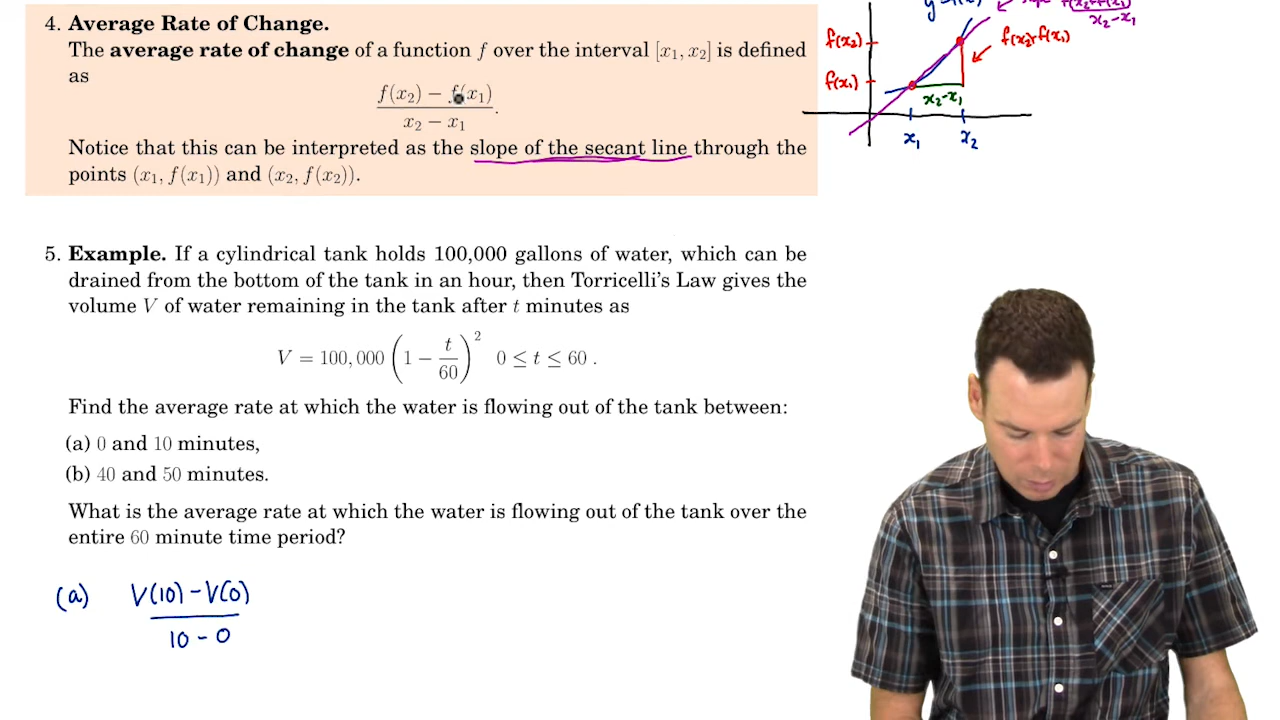 4. Average Rate of Change.
The average rate of change of a function f over the interval [x₁, x₂] is defined
as
f(x₂) − f(x₁)
x₂ − x₁ .
Notice that this can be interpreted as the slope of the secant line through the
points (x₁, f(x₁)) and (x₂, f(x₂)).
f(x₂)
f(x₁)
x₂-x₁
f(x₂)-f(x₁)
x₂-x₁
x₁
x₂
5. Example. If a cylindrical tank holds 100,000 gallons of water, which can be
drained from the bottom of the tank in an hour, then Torricelli's Law gives the
volume V of water remaining in the tank after t minutes as
V = 100,000 (1 − t/60)² 0 ≤ t ≤ 60 .
Find the average rate at which the water is flowing out of the tank between:
(a) 0 and 10 minutes,
(b) 40 and 50 minutes.
What is the average rate at which the water is flowing out of the tank over the
entire 60 minute time period?
(a) V(10) - V(0)
10 - 0